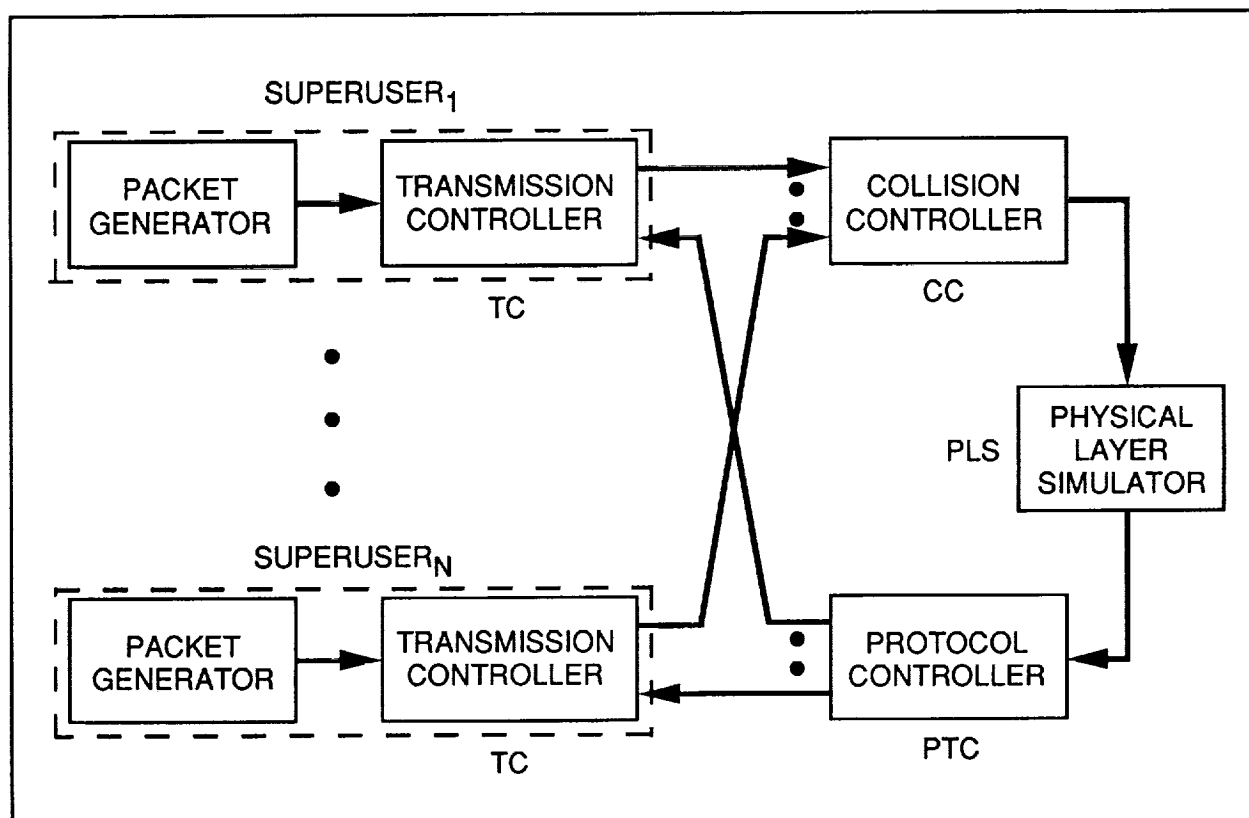 SUPERUSER1
PACKET
GENERATOR
TRANSMISSION
CONTROLLER
TC
COLLISION
CONTROLLER
CC
PLS
PHYSICAL
LAYER
SIMULATOR
SUPERUSERN
PACKET
GENERATOR
TRANSMISSION
CONTROLLER
TC
PROTOCOL
CONTROLLER
PTC